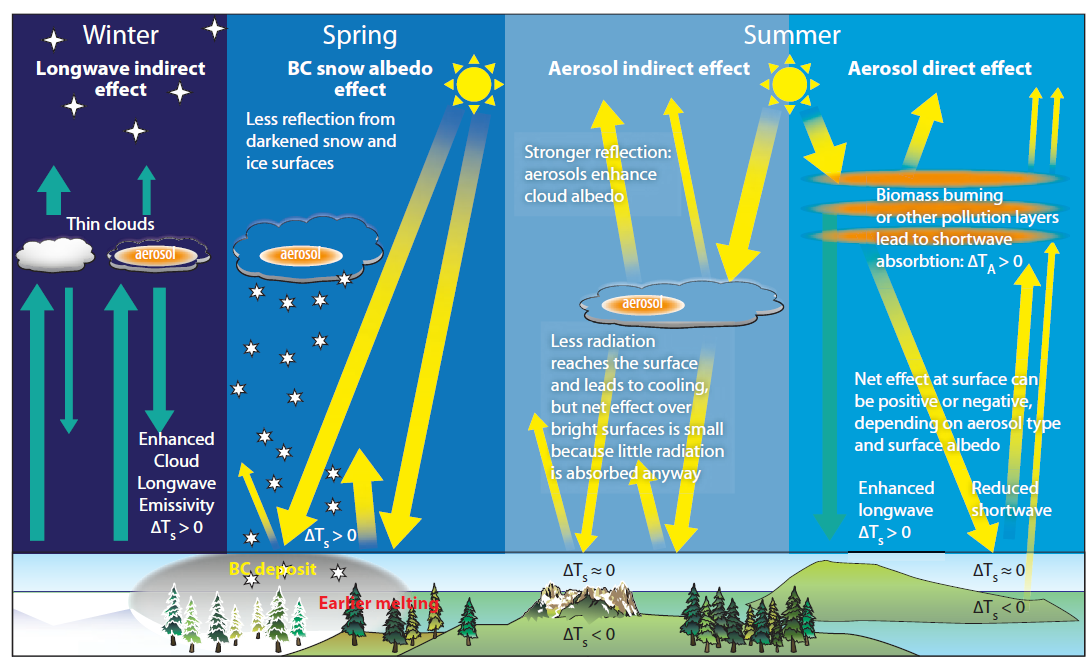 Winter
Longwave indirect
effect
Thin clouds
aerosol
Enhanced
Cloud
Longwave
Emissivity
ΔTs > 0
Spring
BC snow albedo
effect
Less reflection from
darkened snow and
ice surfaces
aerosol
ΔTs > 0
BC deposit
Earlier melting
Summer
Aerosol indirect effect
Stronger reflection:
aerosols enhance
cloud albedo
aerosol
Less radiation
reaches the surface
and leads to cooling,
but net effect over
bright surfaces is small
because little radiation
is absorbed anyway
ΔTs ≈ 0
ΔTs < 0
Aerosol direct effect
Biomass buming
or other pollution layers
lead to shortwave
absorbtion: ΔTA > 0
Net effect at surface can
be positive or negative,
depending on aerosol type
and surface albedo
Enhanced
longwave
ΔTs > 0
Reduced
shortwave
ΔTs ≈ 0
ΔTs < 0